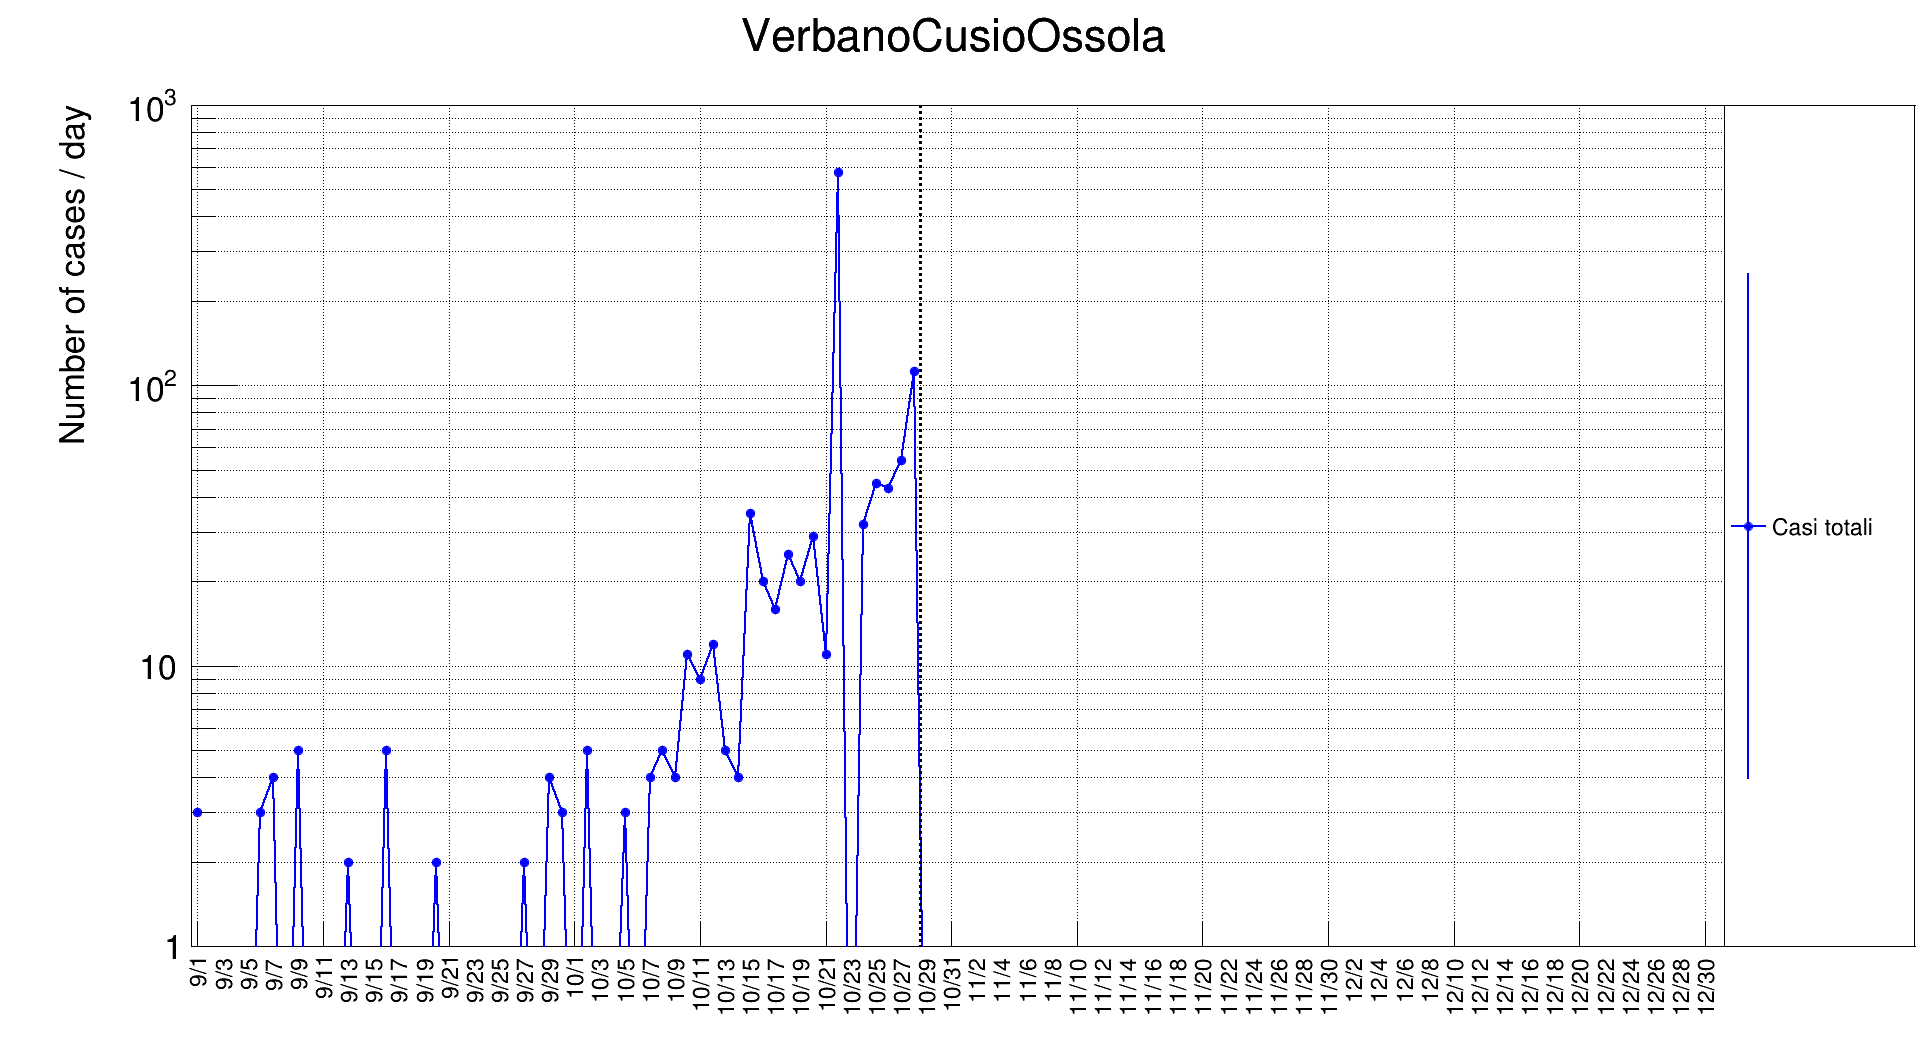 VerbanoCusioOssola
Number of cases / day
10³
10²
10
1
9/1 9/3 9/5 9/7 9/9 9/11 9/13 9/15 9/17 9/19 9/21 9/23 9/25 9/27 9/29 10/1 10/3 10/5 10/7 10/9 10/11 10/13 10/15 10/17 10/19 10/21 10/23 10/25 10/27 10/29 10/31 11/2 11/4 11/6 11/8 11/10 11/12 11/14 11/16 11/18 11/20 11/22 11/24 11/26 11/28 11/30 12/2 12/4 12/6 12/8 12/10 12/12 12/14 12/16 12/18 12/20 12/22 12/24 12/26 12/28 12/30
Casi totali